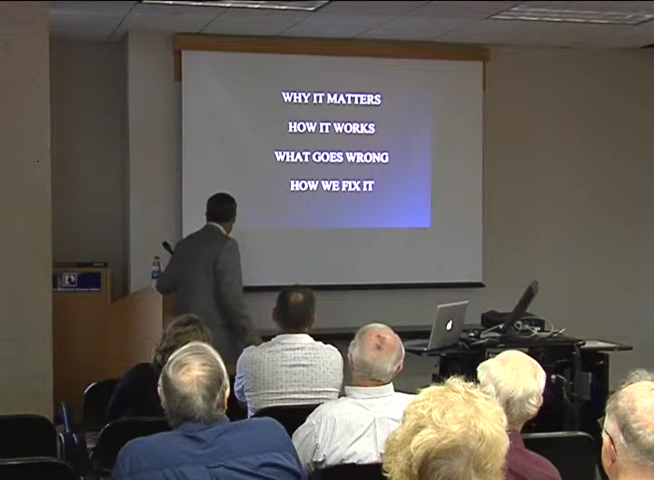 WHY IT MATTERS
HOW IT WORKS
WHAT GOES WRONG
HOW WE FIX IT